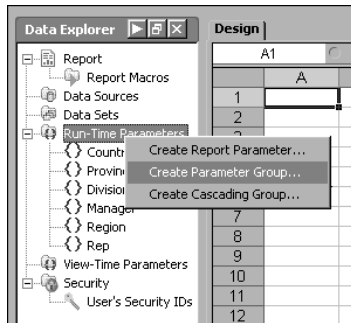 Data Explorer
Design
A1
Report
Report Macros
A
Data Sources
1
Data Sets
2
Run-Time Parameters
Create Report Parameter...
Create Parameter Group...
Create Cascading Group...
Manager
7
Region
8
Rep
9
View-Time Parameters
10
Security
11
User's Security IDs
12